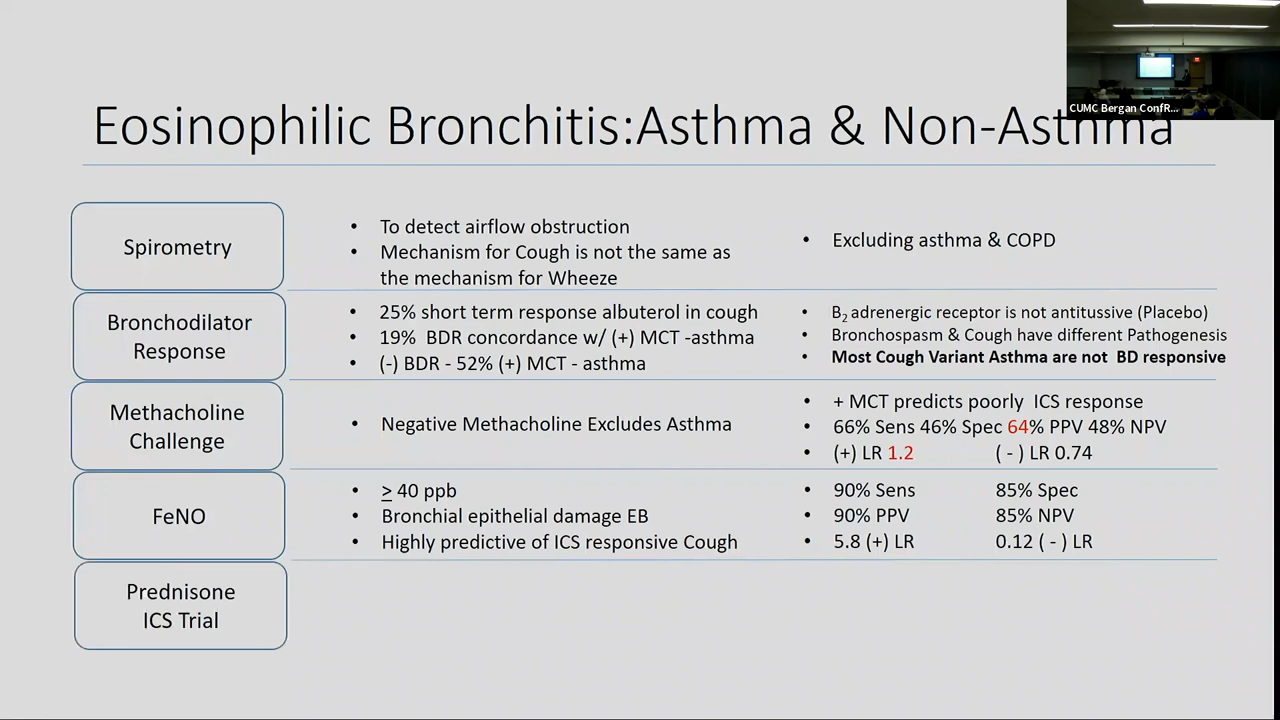 CUMC Bergan ConfR...
Eosinophilic Bronchitis:Asthma & Non-Asthma
Spirometry
• To detect airflow obstruction
• Mechanism for Cough is not the same as
the mechanism for Wheeze
• Excluding asthma & COPD
Bronchodilator
Response
• 25% short term response albuterol in cough
• 19% BDR concordance w/ (+) MCT -asthma
• (-) BDR - 52% (+) MCT - asthma
• B2 adrenergic receptor is not antitussive (Placebo)
• Bronchospasm & Cough have different Pathogenesis
• Most Cough Variant Asthma are not BD responsive
Methacholine
Challenge
• Negative Methacholine Excludes Asthma
• + MCT predicts poorly ICS response
• 66% Sens 46% Spec 64% PPV 48% NPV
• (+) LR 1.2 ( - ) LR 0.74
FeNO
• ≥ 40 ppb
• Bronchial epithelial damage EB
• Highly predictive of ICS responsive Cough
• 90% Sens 85% Spec
• 90% PPV 85% NPV
• 5.8 (+) LR 0.12 ( - ) LR
Prednisone
ICS Trial